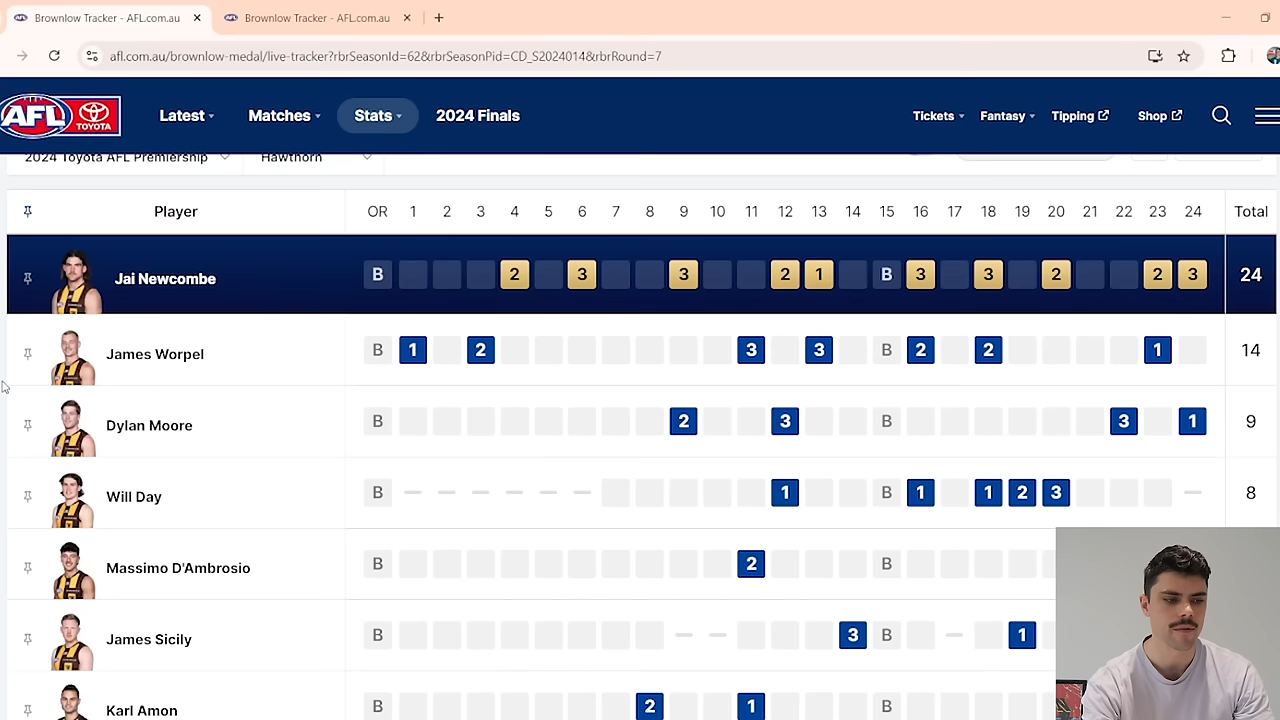 Brownlow Tracker - AFL.com.au
Brownlow Tracker - AFL.com.au
afl.com.au/brownlow-medal/live-tracker?rbrSeasonId=62&rbrSeasonPid=CD_S2024014&rbrRound=7
AFL TOYOTA Latest Matches Stats 2024 Finals Tickets Fantasy Tipping Shop
2024 Toyota AFL Premiership Hawthorn
Player OR 1 2 3 4 5 6 7 8 9 10 11 12 13 14 15 16 17 18 19 20 21 22 23 24 Total
Jai Newcombe B 2 3 3 2 1 B 3 3 2 2 3 24
James Worpel B 1 2 3 3 B 2 2 1 14
Dylan Moore B 2 3 B 3 1 9
Will Day B — — — — — — 1 B 1 1 2 3 — 8
Massimo D'Ambrosio B 2 B
James Sicily B — — 3 B — 1
Karl Amon B 2 1 B